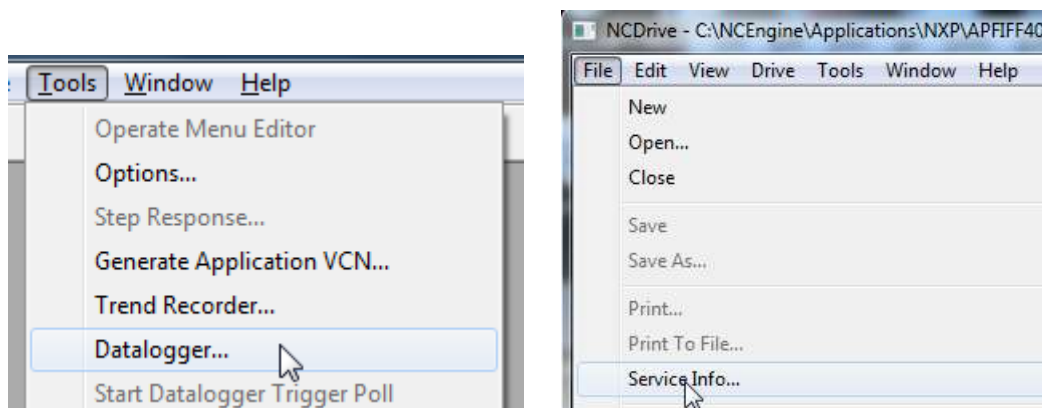 Tools Window Help
Operate Menu Editor
Options...
Step Response...
Generate Application VCN...
Trend Recorder...
Datalogger...
Start Datalogger Trigger Poll
NCDrive - C:\NCEngine\Applications\NXP\APFIFF40
File Edit View Drive Tools Window Help
New
Open...
Close
Save
Save As...
Print...
Print To File...
Service Info...